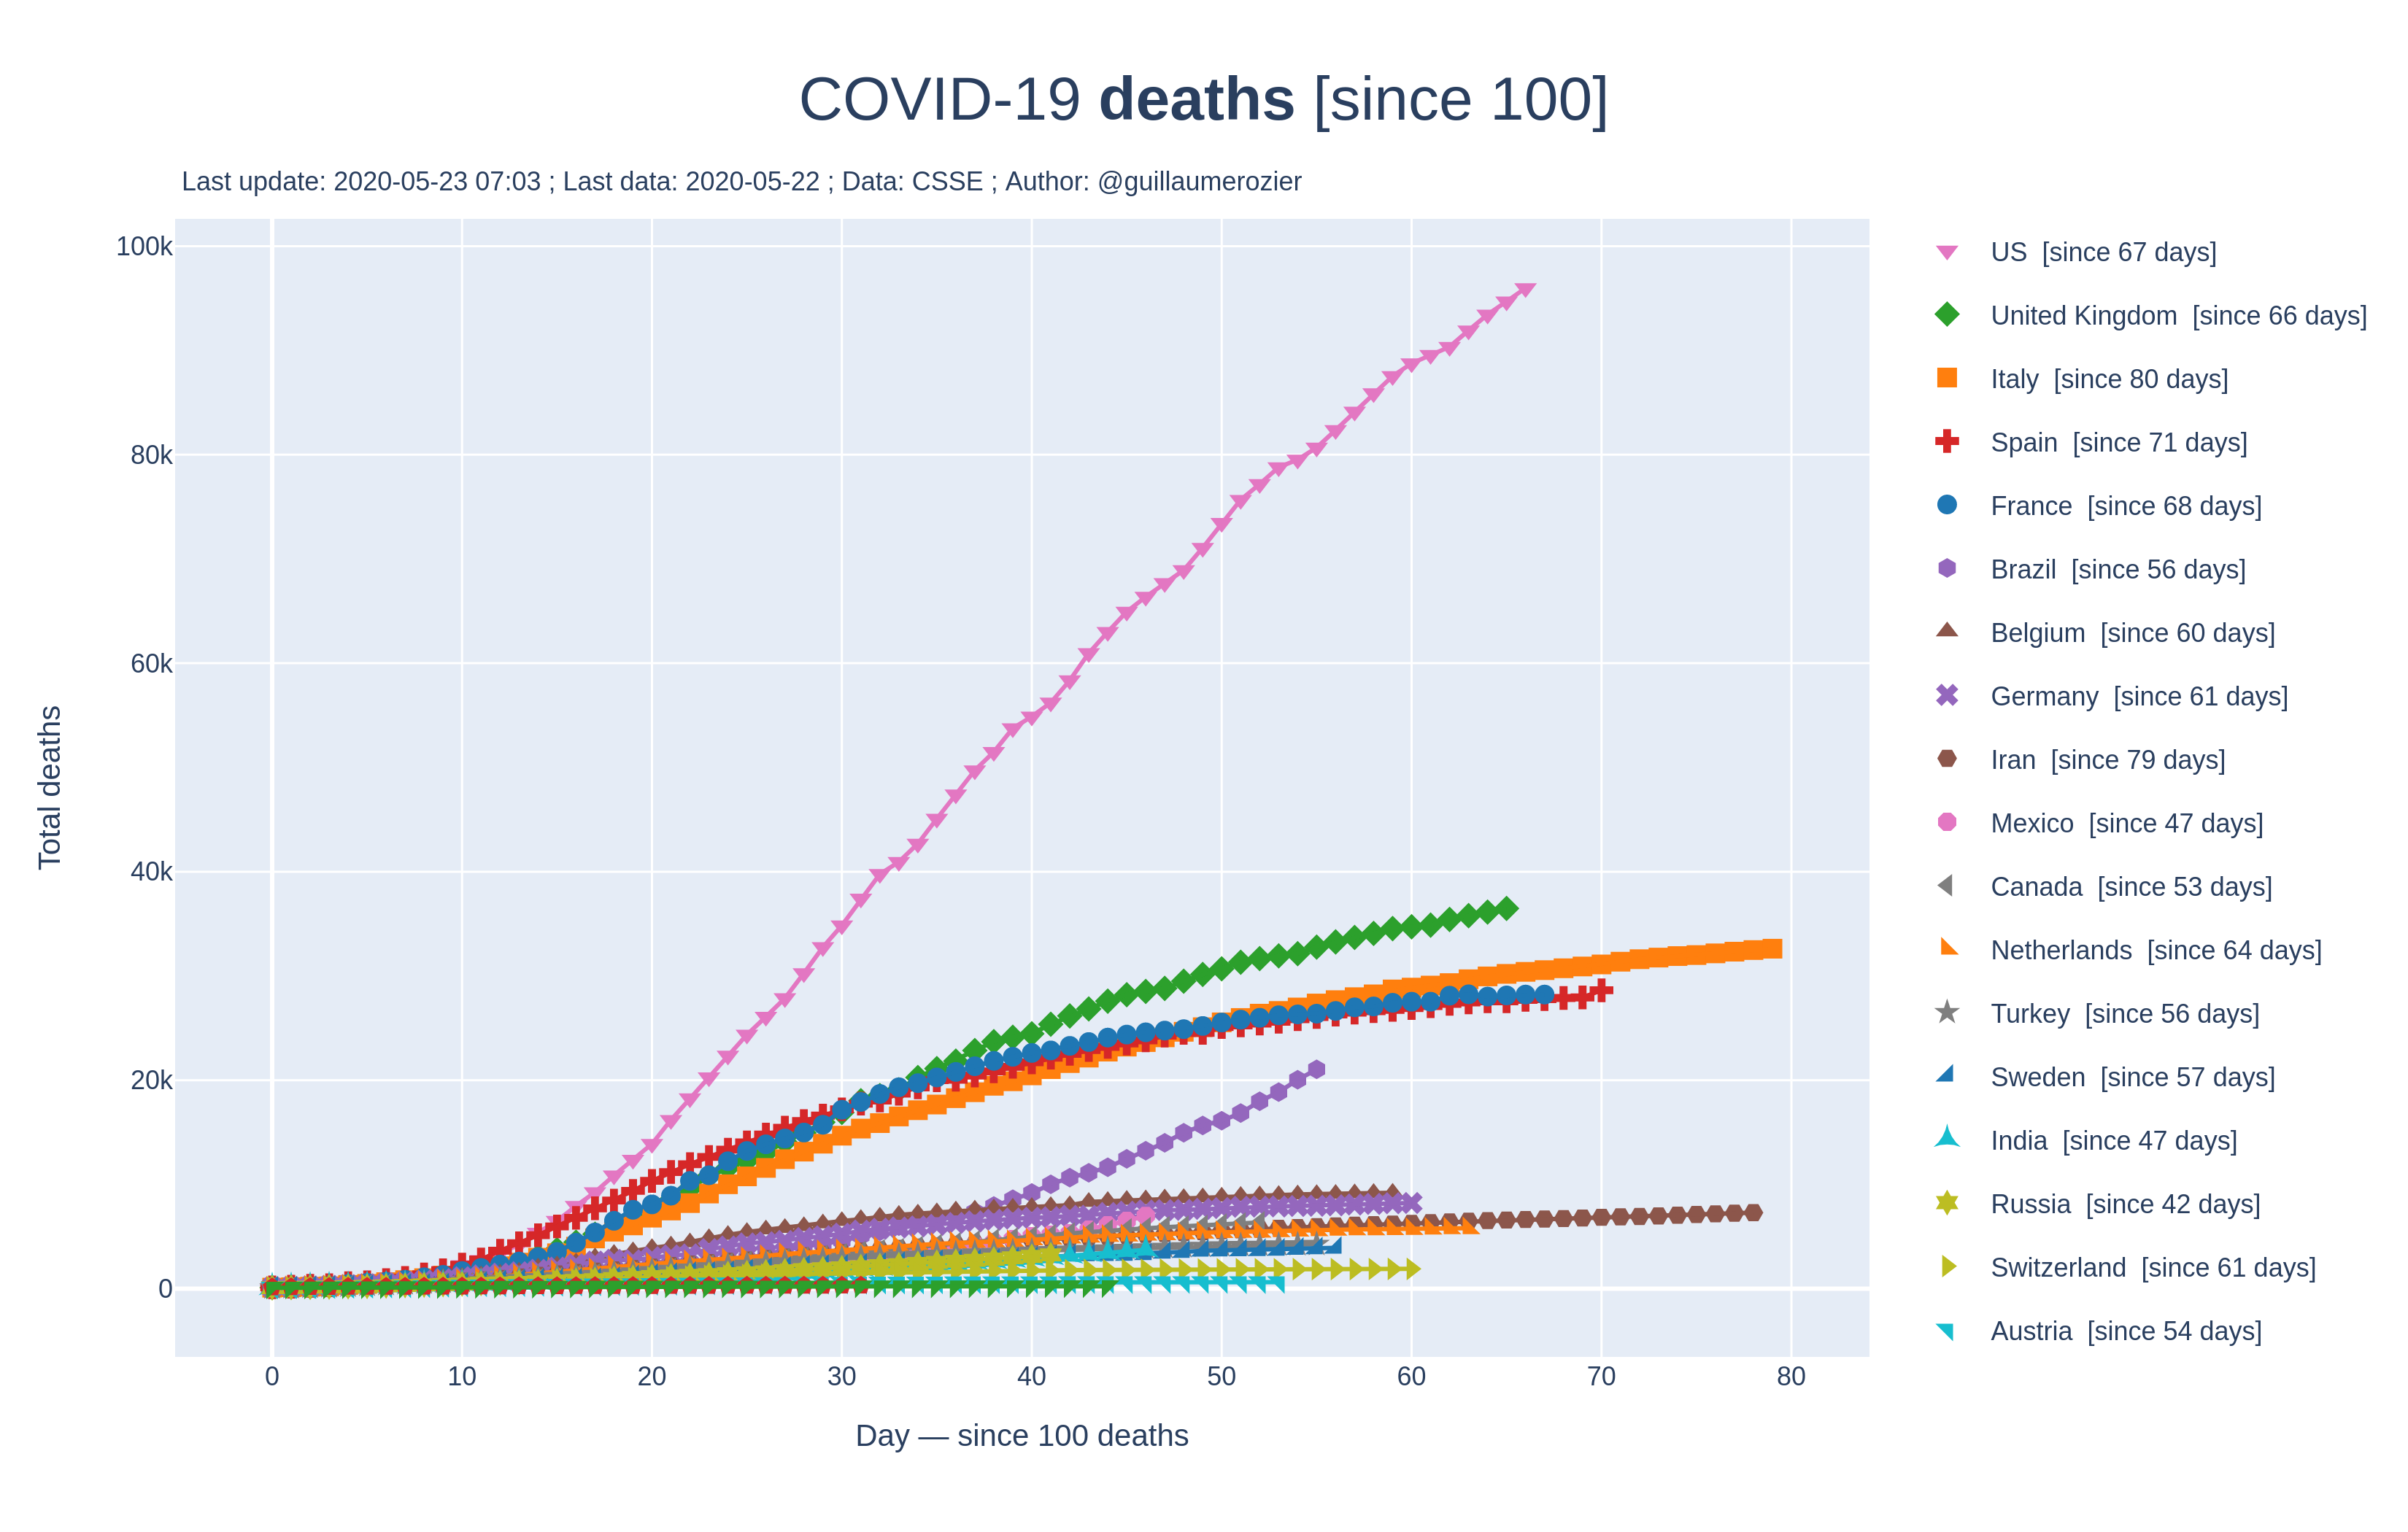 COVID-19 deaths [since 100]
Last update: 2020-05-23 07:03 ; Last data: 2020-05-22 ; Data: CSSE ; Author: @guillaumerozier
100k
80k
60k
40k
20k
0
Total deaths
0 10 20 30 40 50 60 70 80
Day — since 100 deaths
US [since 67 days]
United Kingdom [since 66 days]
Italy [since 80 days]
Spain [since 71 days]
France [since 68 days]
Brazil [since 56 days]
Belgium [since 60 days]
Germany [since 61 days]
Iran [since 79 days]
Mexico [since 47 days]
Canada [since 53 days]
Netherlands [since 64 days]
Turkey [since 56 days]
Sweden [since 57 days]
India [since 47 days]
Russia [since 42 days]
Switzerland [since 61 days]
Austria [since 54 days]